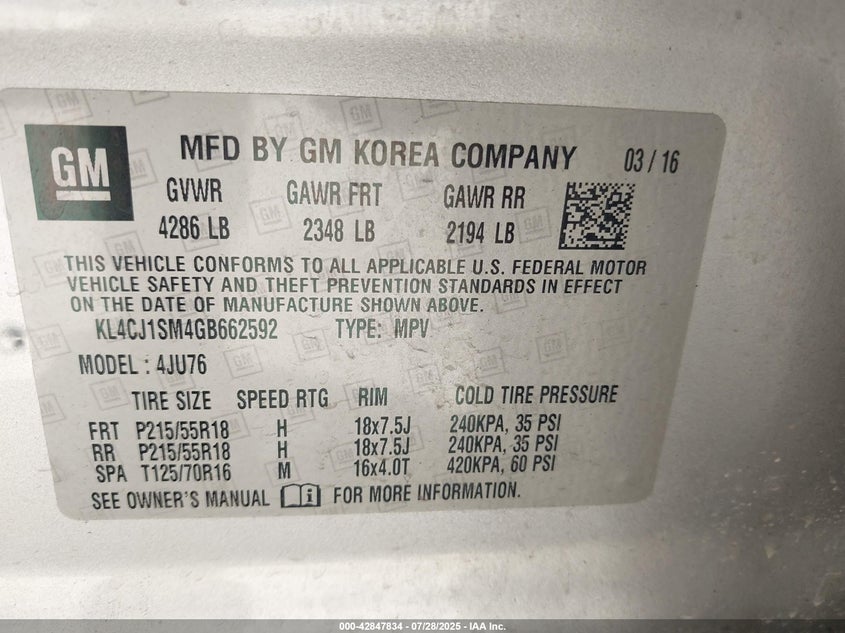 GM
MFD BY GM KOREA COMPANY 03 / 16
GVWR GAWR FRT GAWR RR
4286 LB 2348 LB 2194 LB
THIS VEHICLE CONFORMS TO ALL APPLICABLE U.S. FEDERAL MOTOR
VEHICLE SAFETY AND THEFT PREVENTION STANDARDS IN EFFECT
ON THE DATE OF MANUFACTURE SHOWN ABOVE.
KL4CJ1SM4GB662592 TYPE: MPV
MODEL : 4JU76
TIRE SIZE SPEED RTG RIM COLD TIRE PRESSURE
FRT P215/55R18 H 18x7.5J 240KPA, 35 PSI
RR P215/55R18 H 18x7.5J 240KPA, 35 PSI
SPA T125/70R16 M 16x4.0T 420KPA, 60 PSI
SEE OWNER'S MANUAL i FOR MORE INFORMATION.
000-42847834 - 07/28/2025 - IAA Inc.